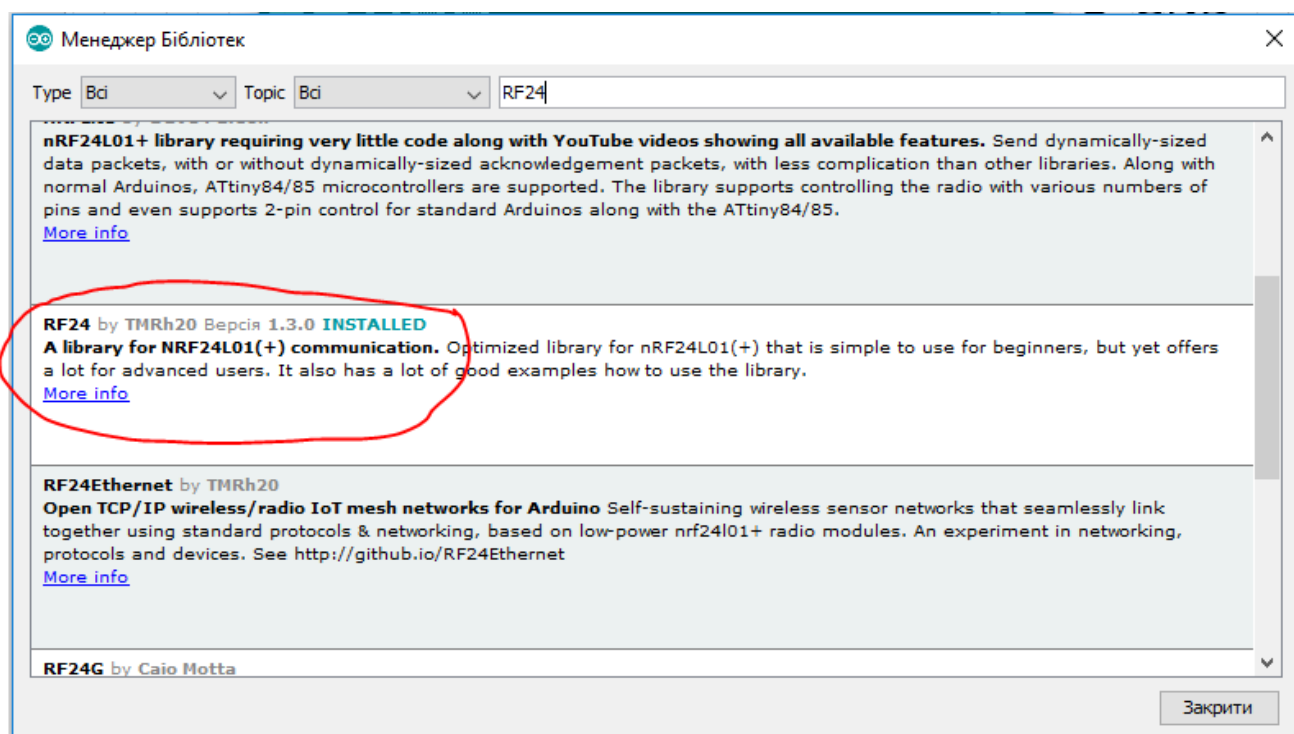 Менеджер Бібліотек
Type Всі Topic Всі RF24
nRF24L01+ library requiring very little code along with YouTube videos showing all available features. Send dynamically-sized
data packets, with or without dynamically-sized acknowledgement packets, with less complication than other libraries. Along with
normal Arduinos, ATtiny84/85 microcontrollers are supported. The library supports controlling the radio with various numbers of
pins and even supports 2-pin control for standard Arduinos along with the ATtiny84/85.
More info
RF24 by TMRh20 Версія 1.3.0 INSTALLED
A library for NRF24L01(+) communication. Optimized library for nRF24L01(+) that is simple to use for beginners, but yet offers
a lot for advanced users. It also has a lot of good examples how to use the library.
More info
RF24Ethernet by TMRh20
Open TCP/IP wireless/radio IoT mesh networks for Arduino Self-sustaining wireless sensor networks that seamlessly link
together using standard protocols & networking, based on low-power nrf24l01+ radio modules. An experiment in networking,
protocols and devices. See http://github.io/RF24Ethernet
More info
RF24G by Caio Motta
Закрити